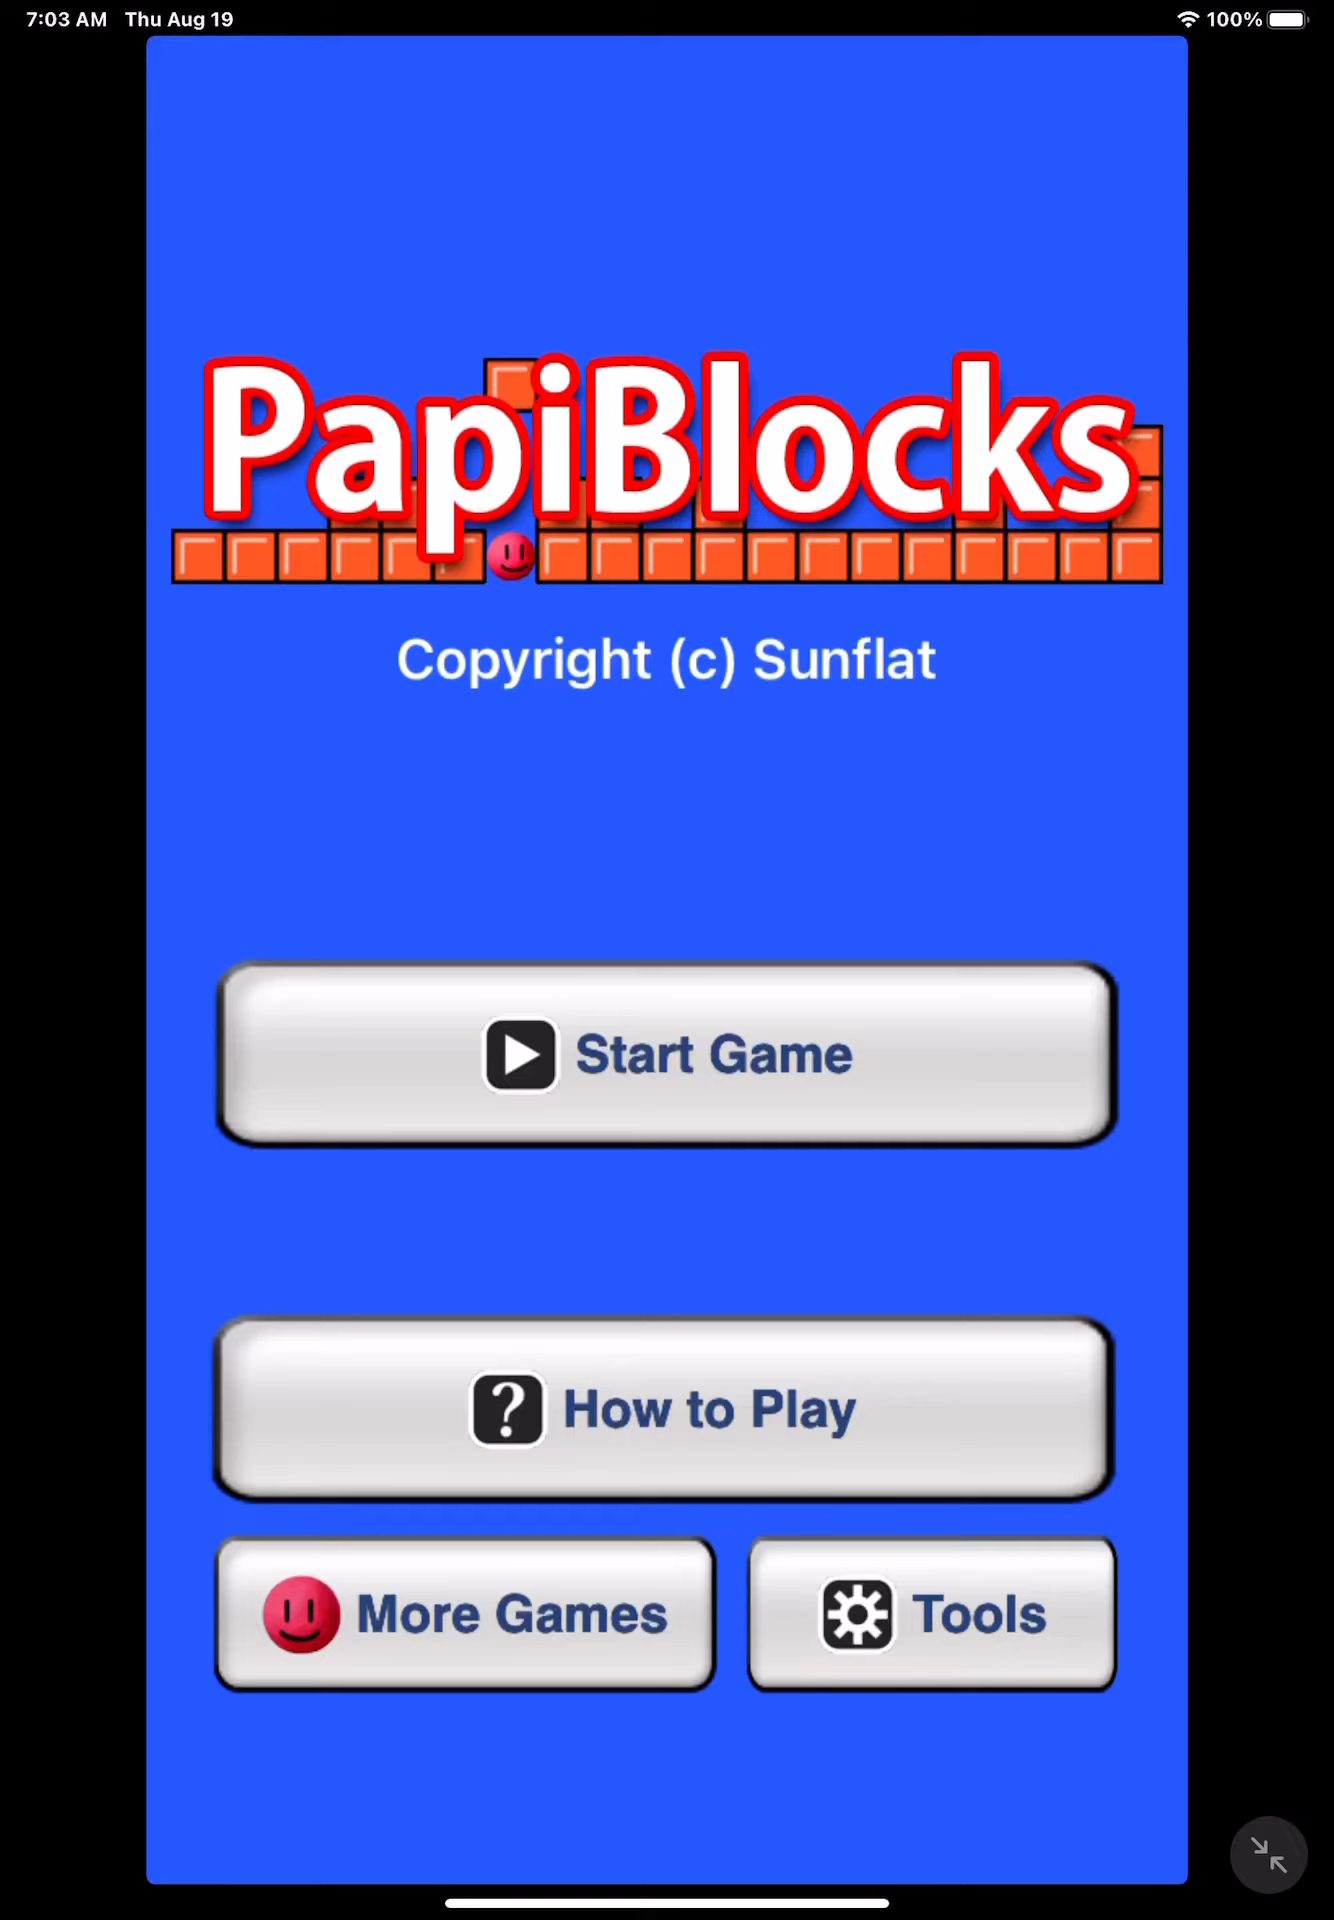 7:03 AM Thu Aug 19 100%
PapiBlocks
Copyright (c) Sunflat
Start Game
? How to Play
More Games Tools